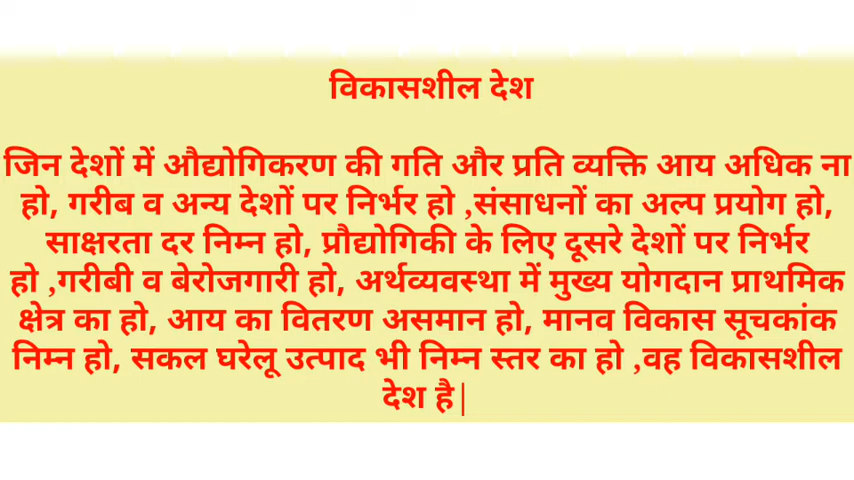 विकासशील देश
जिन देशों में औद्योगिकरण की गति और प्रति व्यक्ति आय अधिक ना
हो, गरीब व अन्य देशों पर निर्भर हो ,संसाधनों का अल्प प्रयोग हो,
साक्षरता दर निम्न हो, प्रौद्योगिकी के लिए दूसरे देशों पर निर्भर
हो ,गरीबी व बेरोजगारी हो, अर्थव्यवस्था में मुख्य योगदान प्राथमिक
क्षेत्र का हो, आय का वितरण असमान हो, मानव विकास सूचकांक
निम्न हो, सकल घरेलू उत्पाद भी निम्न स्तर का हो ,वह विकासशील
देश है|